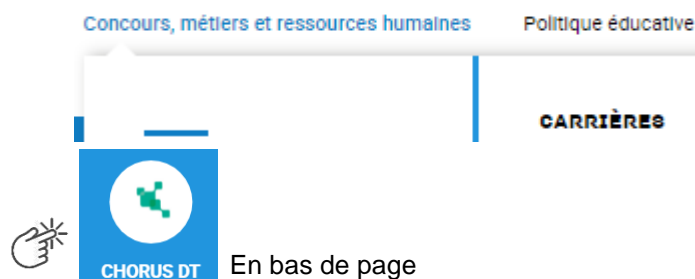 Concours, métiers et ressources humaines Politique éducative
CARRIÈRES
CHORUS DT En bas de page